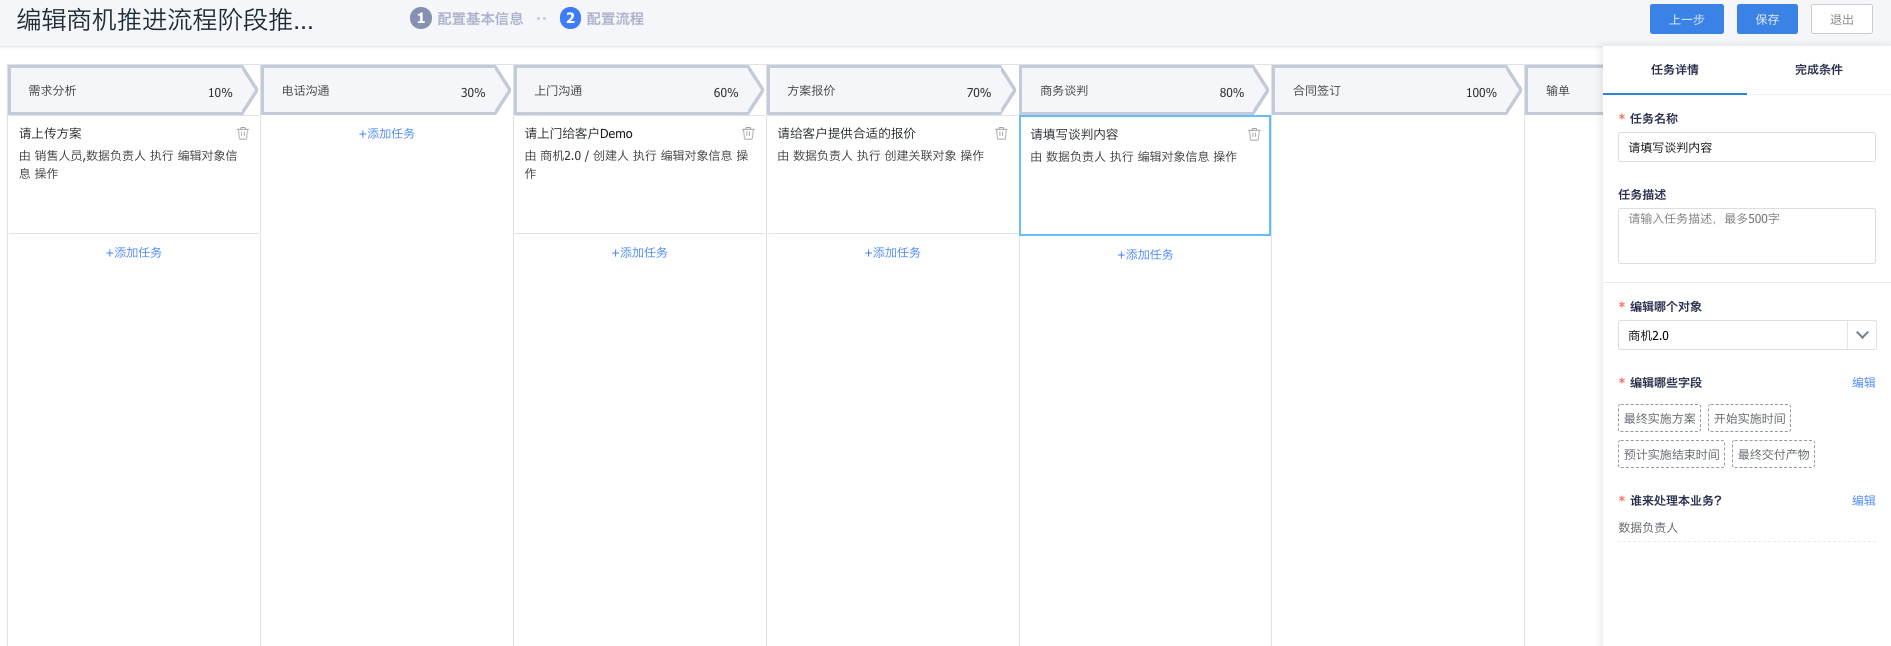 编辑商机推进流程阶段推...
1 配置基本信息
2 配置流程
上一步
保存
退出
需求分析 10%
电话沟通 30%
上门沟通 60%
方案报价 70%
商务谈判 80%
合同签订 100%
输单
请上传方案
由 销售人员,数据负责人 执行 编辑对象信
息 操作
+添加任务
+添加任务
请上门给客户Demo
由 商机2.0 / 创建人 执行 编辑对象信息 操
作
+添加任务
请给客户提供合适的报价
由 数据负责人 执行 创建关联对象 操作
+添加任务
请填写谈判内容
由 数据负责人 执行 编辑对象信息 操作
+添加任务
任务详情
完成条件
* 任务名称
请填写谈判内容
任务描述
请输入任务描述，最多500字
* 编辑哪个对象
商机2.0
* 编辑哪些字段 编辑
最终实施方案 开始实施时间
预计实施结束时间 最终交付产物
* 谁来处理本业务? 编辑
数据负责人